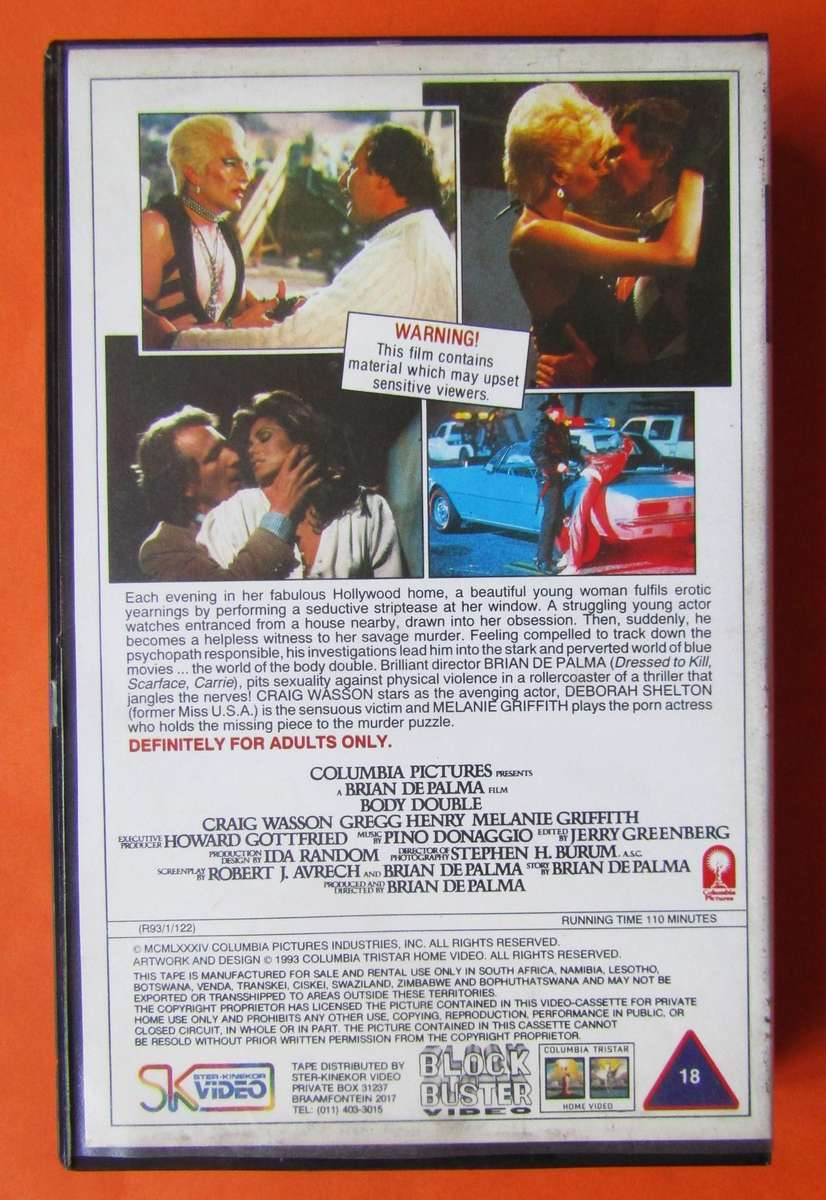 WARNING!
This film contains
material which may upset
sensitive viewers.
Each evening in her fabulous Hollywood home, a beautiful young woman fulfils erotic
yearnings by performing a seductive striptease at her window. A struggling young actor
watches entranced from a house nearby, drawn into her obsession. Then, suddenly, he
becomes a helpless witness to her savage murder. Feeling compelled to track down the
psychopath responsible, his investigations lead him into the stark and perverted world of blue
movies ... the world of the body double. Brilliant director BRIAN DE PALMA (Dressed to Kill,
Scarface, Carrie), pits sexuality against physical violence in a rollercoaster of a thriller that
jangles the nerves! CRAIG WASSON stars as the avenging actor, DEBORAH SHELTON
(former Miss U.S.A.) is the sensuous victim and MELANIE GRIFFITH plays the porn actress
who holds the missing piece to the murder puzzle.
DEFINITELY FOR ADULTS ONLY.
COLUMBIA PICTURES PRESENTS
A BRIAN DE PALMA FILM
BODY DOUBLE
CRAIG WASSON GREGG HENRY MELANIE GRIFFITH
EXECUTIVE PRODUCER HOWARD GOTTFRIED MUSIC BY PINO DONAGGIO EDITED BY JERRY GREENBERG
PRODUCTION DESIGN BY IDA RANDOM DIRECTOR OF PHOTOGRAPHY STEPHEN H. BURUM, A.S.C.
SCREENPLAY BY ROBERT J. AVRECH AND BRIAN DE PALMA STORY BY BRIAN DE PALMA
PRODUCED AND DIRECTED BY BRIAN DE PALMA
Columbia
Pictures
(R93/1/122)
RUNNING TIME 110 MINUTES
© MCMLXXXIV COLUMBIA PICTURES INDUSTRIES, INC. ALL RIGHTS RESERVED.
ARTWORK AND DESIGN © 1993 COLUMBIA TRISTAR HOME VIDEO. ALL RIGHTS RESERVED.
THIS TAPE IS MANUFACTURED FOR SALE AND RENTAL USE ONLY IN SOUTH AFRICA, NAMIBIA, LESOTHO,
BOTSWANA, VENDA, TRANSKEI, CISKEI, SWAZILAND, ZIMBABWE AND BOPHUTHATSWANA AND MAY NOT BE
EXPORTED OR TRANSSHIPPED TO AREAS OUTSIDE THESE TERRITORIES.
THE COPYRIGHT PROPRIETOR HAS LICENSED THE PICTURE CONTAINED IN THIS VIDEO-CASSETTE FOR PRIVATE
HOME USE ONLY AND PROHIBITS ANY OTHER USE, COPYING, REPRODUCTION, PERFORMANCE IN PUBLIC, OR
CLOSED CIRCUIT, IN WHOLE OR IN PART. THE PICTURE CONTAINED IN THIS CASSETTE CANNOT
BE RESOLD WITHOUT PRIOR WRITTEN PERMISSION FROM THE COPYRIGHT PROPRIETOR.
SK STER-KINEKOR
VIDEO
TAPE DISTRIBUTED BY
STER-KINEKOR VIDEO
PRIVATE BOX 31237
BRAAMFONTEIN 2017
TEL: (011) 403-3015
BLOCK
BUSTER
VIDEO
COLUMBIA TRISTAR
HOME VIDEO
18